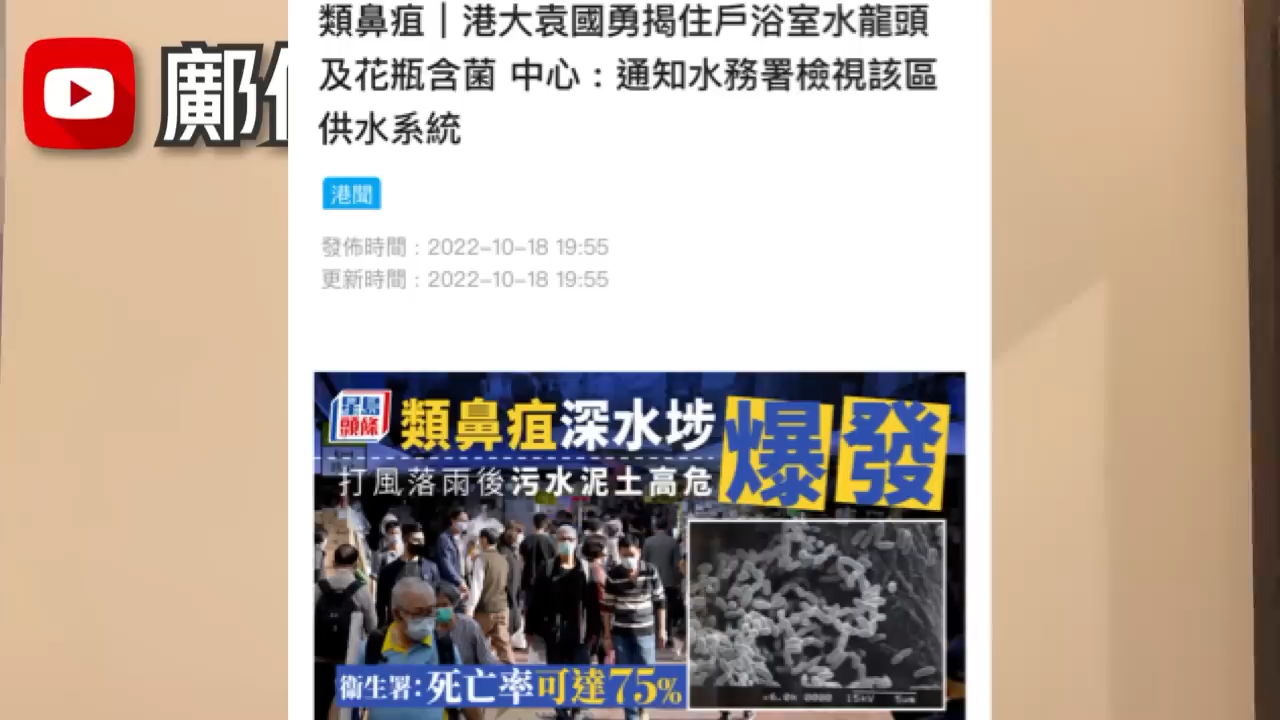 類鼻疽｜港大袁國勇揭住戶浴室水龍頭
及花瓶含菌 中心：通知水務署檢視該區
供水系統
鄺
港聞
發佈時間：2022-10-18 19:55
更新時間：2022-10-18 19:55
星島
頭條
類鼻疽深水埗爆發
打風落雨後污水泥土高危
衞生署：死亡率可達75%
15kV 5um